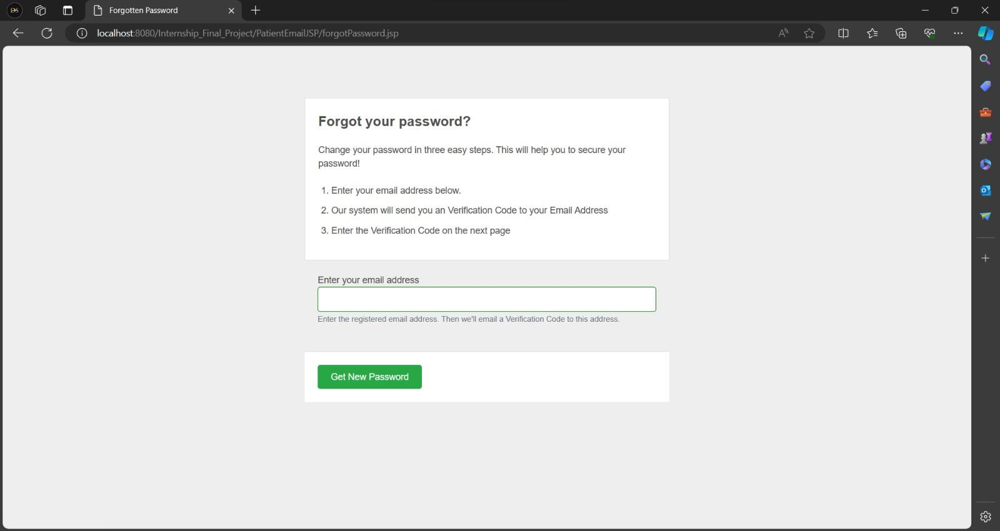 DS
Forgotten Password
localhost:8080/Internship_Final_Project/PatientEmailJSP/forgotPassword.jsp
Forgot your password?
Change your password in three easy steps. This will help you to secure your
password!
1. Enter your email address below.
2. Our system will send you an Verification Code to your Email Address
3. Enter the Verification Code on the next page
Enter your email address
Enter the registered email address. Then we'll email a Verification Code to this address.
Get New Password